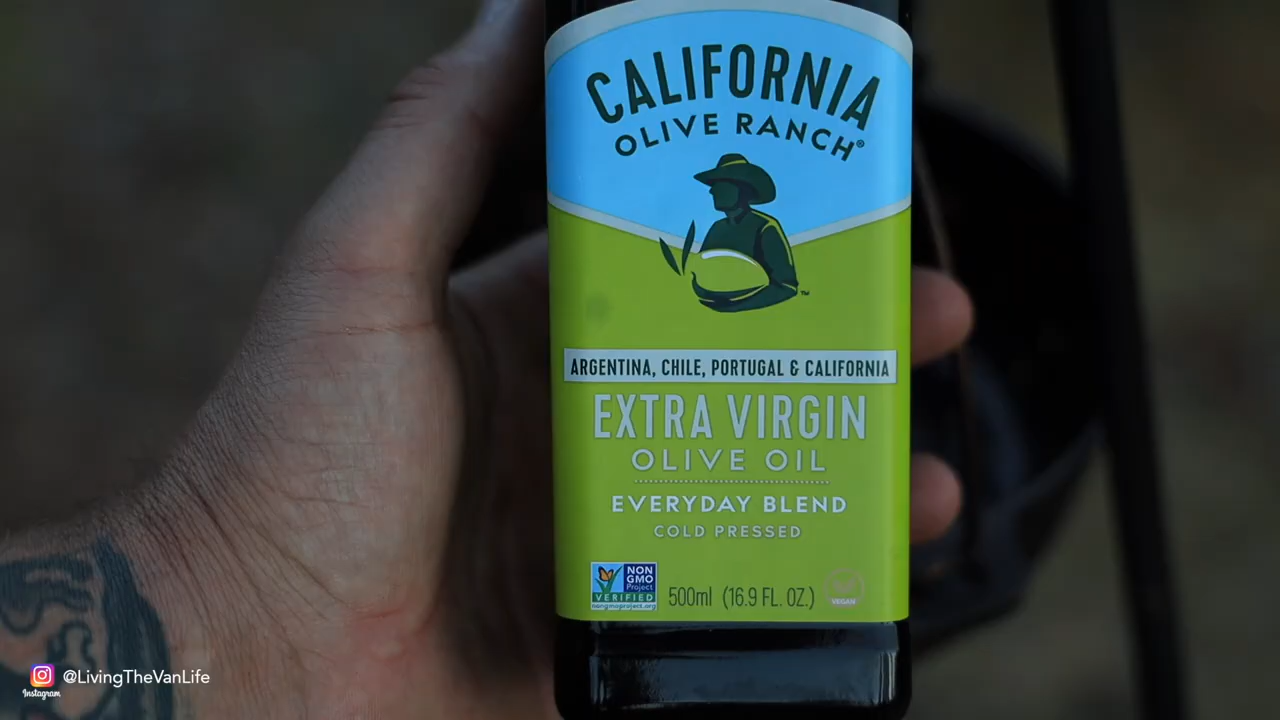 CALIFORNIA
OLIVE RANCH®
™
ARGENTINA, CHILE, PORTUGAL & CALIFORNIA
EXTRA VIRGIN
OLIVE OIL
EVERYDAY BLEND
COLD PRESSED
NON
GMO
Project
VERIFIED
nongmoproject.org
500ml (16.9 FL. OZ.)
VEGAN
@LivingTheVanLife
Instagram